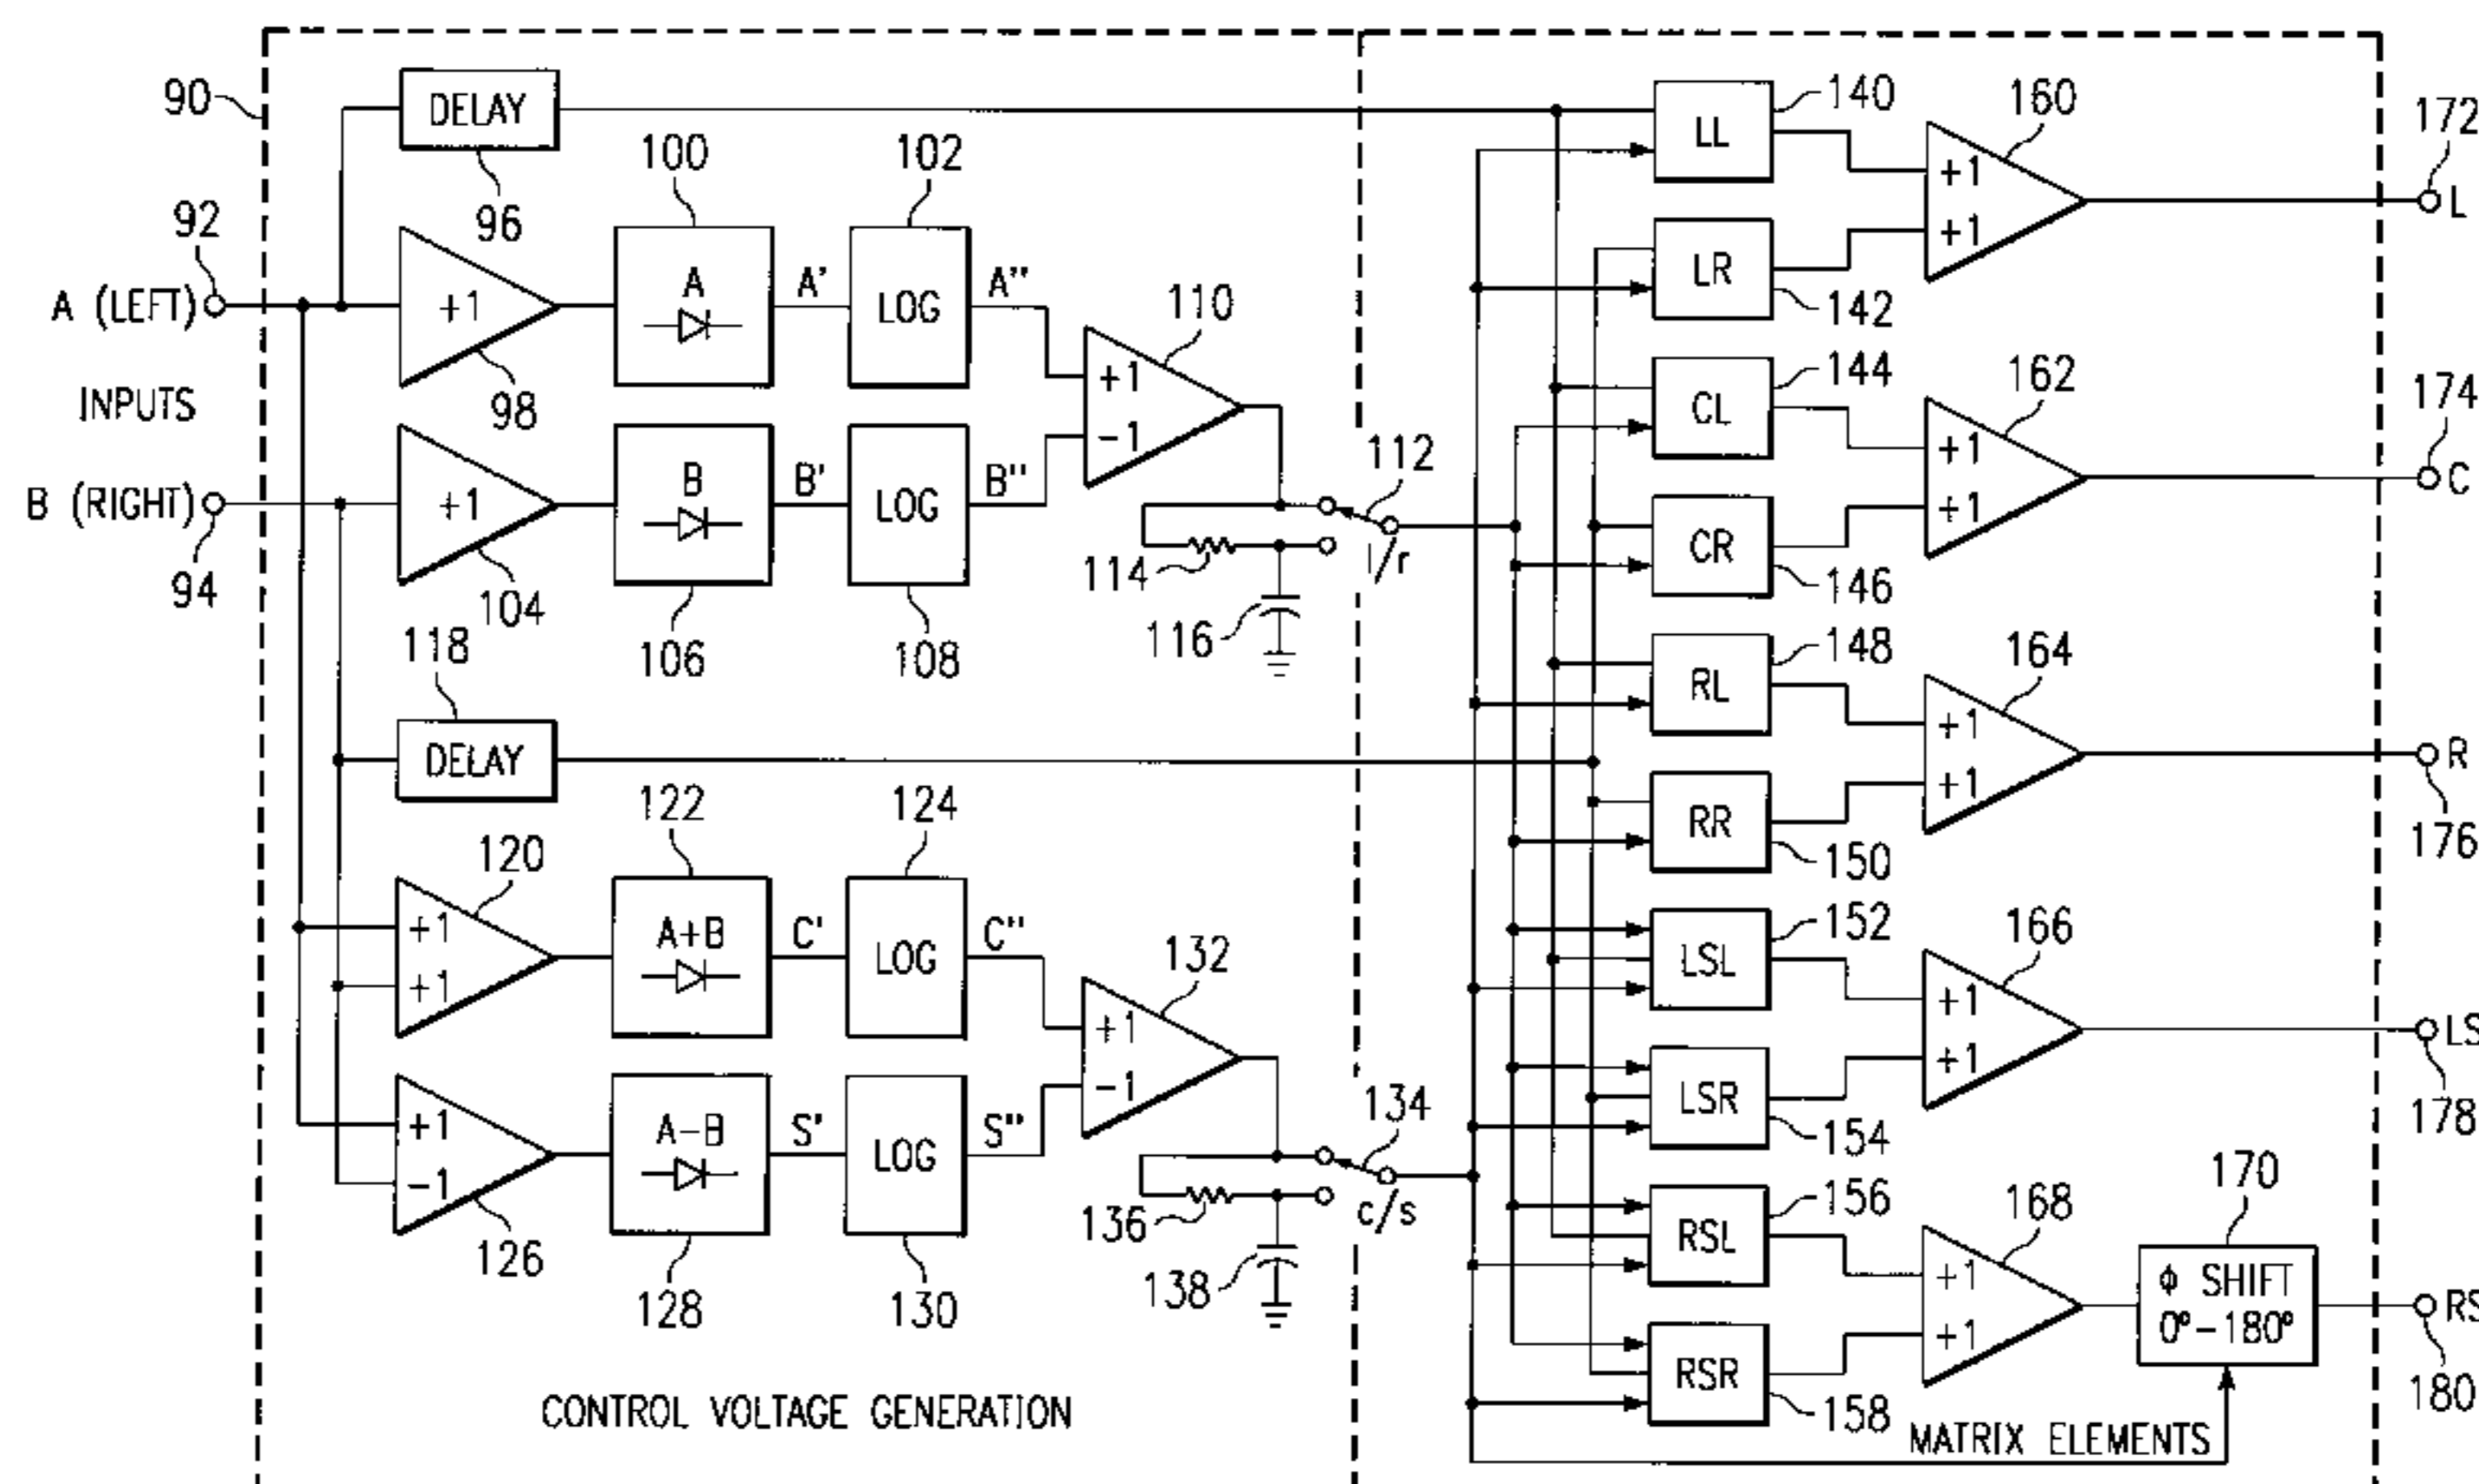 90
DELAY
96
100
102
92
A (LEFT)
+1
98
A
A'
LOG
A"
110
+1
-1
INPUTS
B (RIGHT)
94
+1
104
B
106
B'
LOG
108
B"
112
l/r
114
116
118
DELAY
120
+1
+1
122
A+B
C'
124
LOG
C"
132
+1
-1
126
+1
-1
A-B
128
S'
LOG
130
S"
134
c/s
136
138
CONTROL VOLTAGE GENERATION
LL
140
160
+1
+1
172
L
LR
142
CL
144
162
+1
+1
174
C
CR
146
RL
148
164
+1
+1
R
176
RR
150
LSL
152
166
+1
+1
LS
178
LSR
154
RSL
156
168
+1
+1
170
ϕ SHIFT
0°-180°
RS
180
RSR
158
MATRIX ELEMENTS